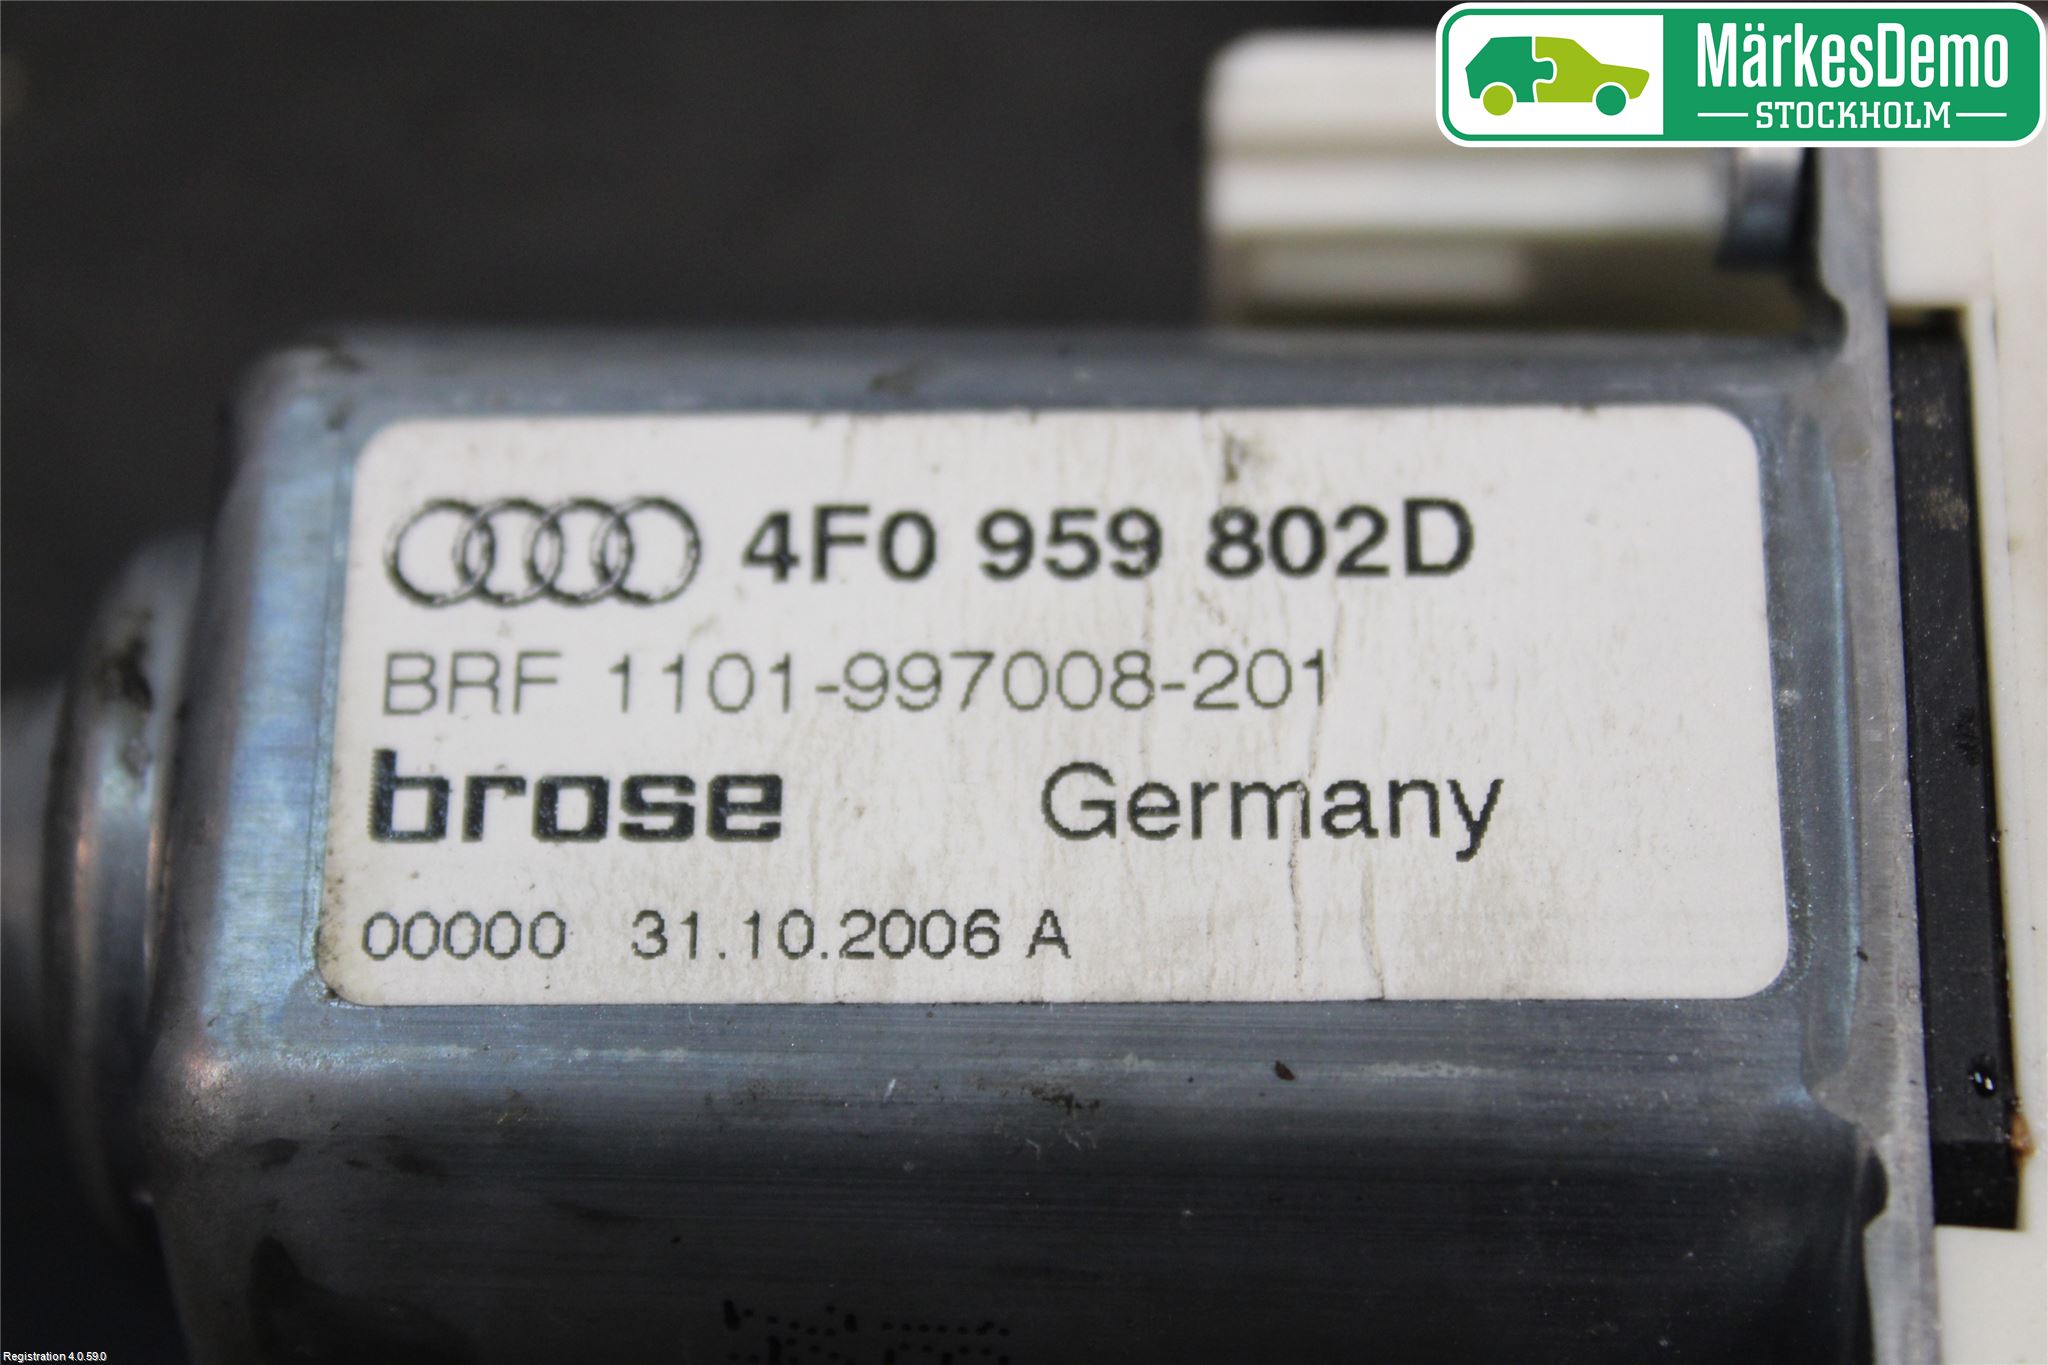 MärkesDemo
STOCKHOLM
4F0 959 802D
BRF 1101-997008-201
brose Germany
00000 31.10.2006 A
Registration 4.0.59.0